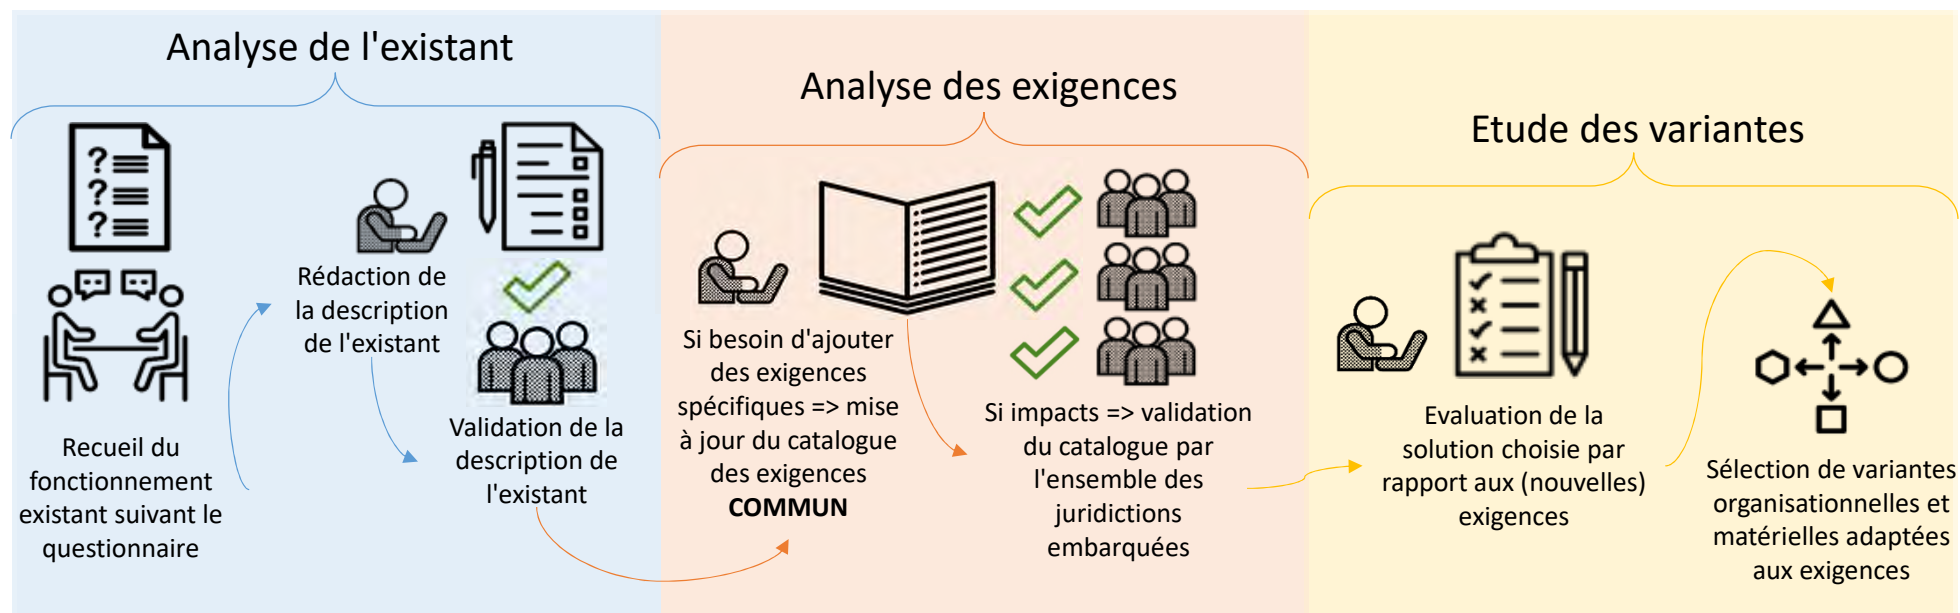 Analyse de l'existant
Recueil du
fonctionnement
existant suivant le
questionnaire
Rédaction de
la description
de l'existant
Validation de la
description de
l'existant
Analyse des exigences
Si besoin d'ajouter
des exigences
spécifiques => mise
à jour du catalogue
des exigences
COMMUN
Si impacts => validation
du catalogue par
l'ensemble des
juridictions
embarquées
Etude des variantes
Evaluation de la
solution choisie par
rapport aux (nouvelles)
exigences
Sélection de variantes
organisationnelles et
matérielles adaptées
aux exigences